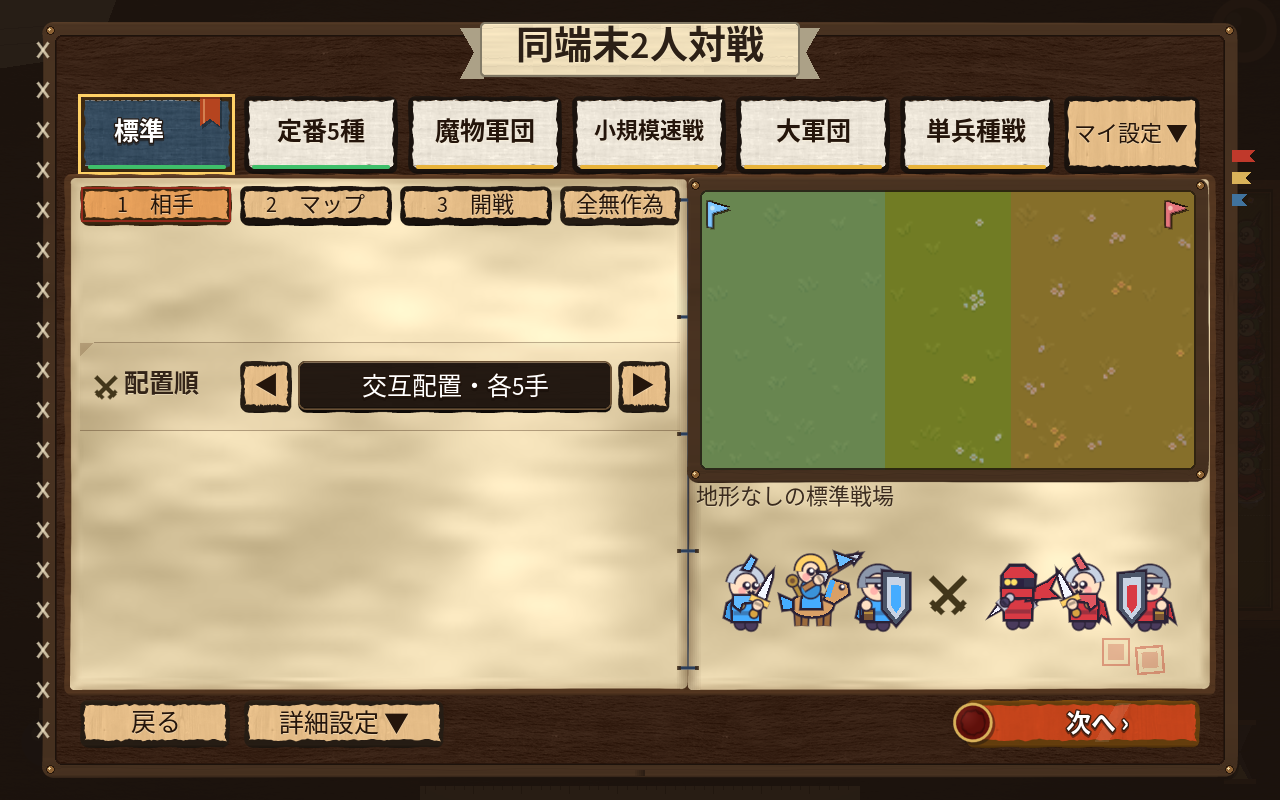 同端末2人対戦
標準
定番5種
魔物軍団
小規模速戦
大軍団
単兵種戦
マイ設定▼
1 相手
2 マップ
3 開戦
全無作為
配置順
◀ 交互配置・各5手 ▶
地形なしの標準戦場
戻る
詳細設定▼
次へ›